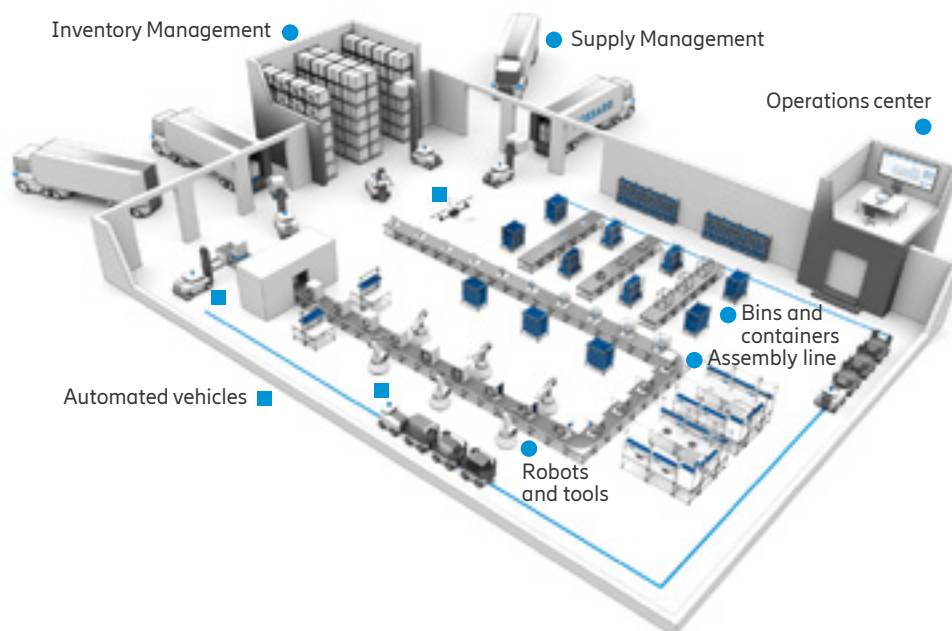 Inventory Management
Supply Management
Operations center
Bins and
containers
Assembly line
Automated vehicles
Robots
and tools